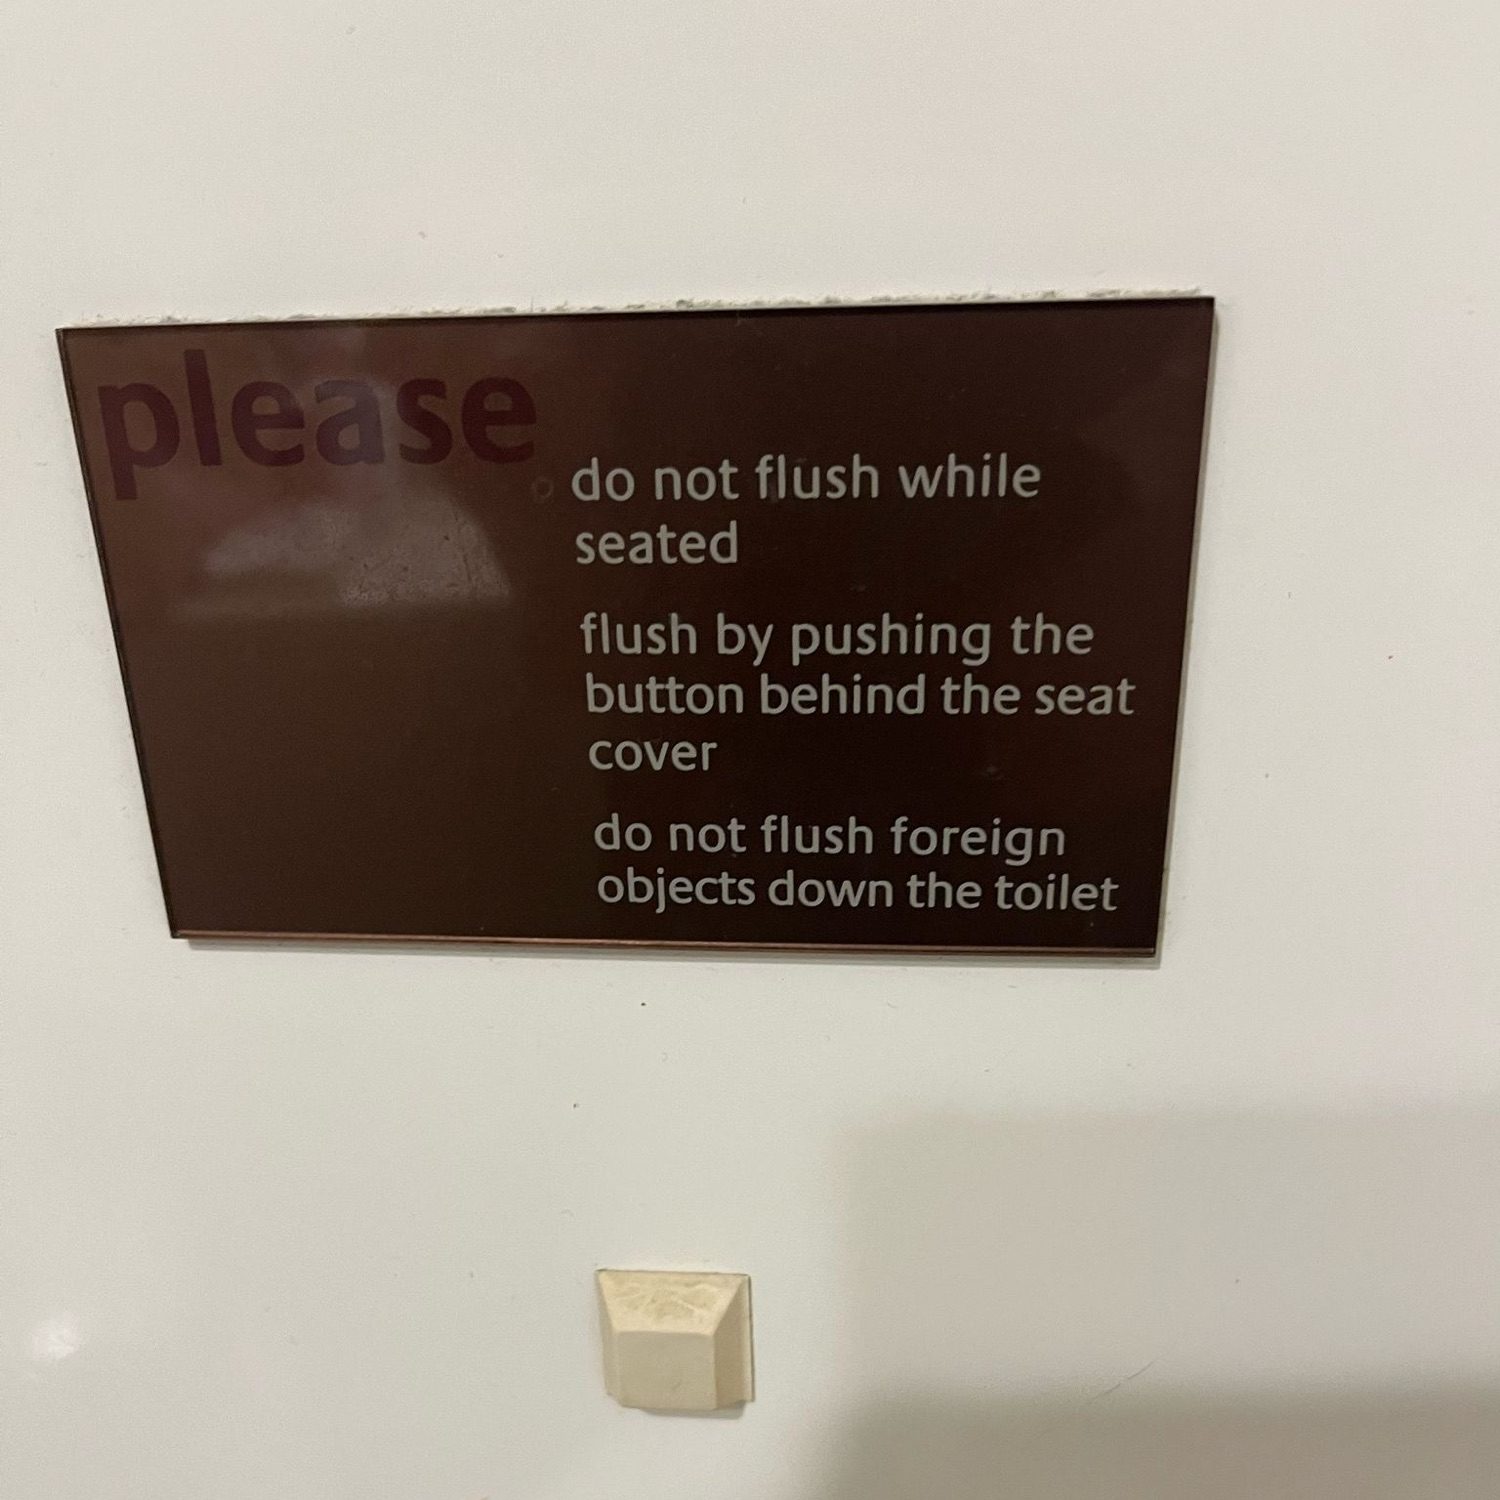 please
do not flush while
seated
flush by pushing the
button behind the seat
cover
do not flush foreign
objects down the toilet